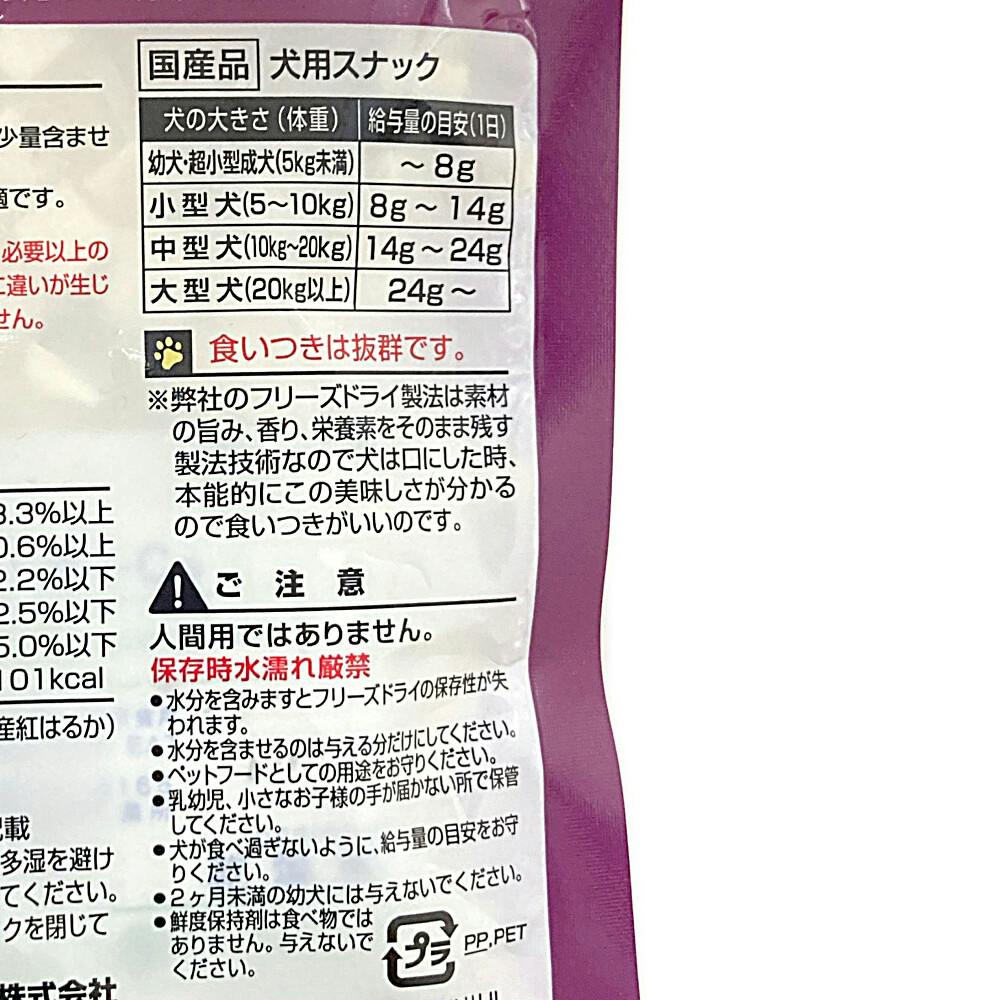 少量含ませ
適です。
必要以上の
に違いが生じ
せん。
3.3%以上
0.6%以上
2.2%以下
2.5%以下
5.0%以下
101kcal
産紅はるか)
記載
多湿を避け
てください。
クを閉じて
株式会社
国産品 犬用スナック
犬の大きさ(体重) 給与量の目安(1日)
幼犬・超小型成犬(5kg未満) ～8g
小型犬(5～10kg) 8g～14g
中型犬(10kg~20kg) 14g～24g
大型犬(20kg以上) 24g～
食いつきは抜群です。
※弊社のフリーズドライ製法は素材
の旨み、香り、栄養素をそのまま残す
製法技術なので犬は口にした時、
本能的にこの美味しさが分かる
ので食いつきがいいのです。
ご注意
人間用ではありません。
保存時水濡れ厳禁
●水分を含みますとフリーズドライの保存性が失
われます。
●水分を含ませるのは与える分だけにしてください。
●ペットフードとしての用途をお守りください。
●乳幼児、小さなお子様の手が届かない所で保管
してください。
●犬が食べ過ぎないように、給与量の目安をお守
りください。
●2ヶ月未満の幼犬には与えないでください。
●鮮度保持剤は食べ物では
ありません。与えないで
ください。
プラ PP,PET